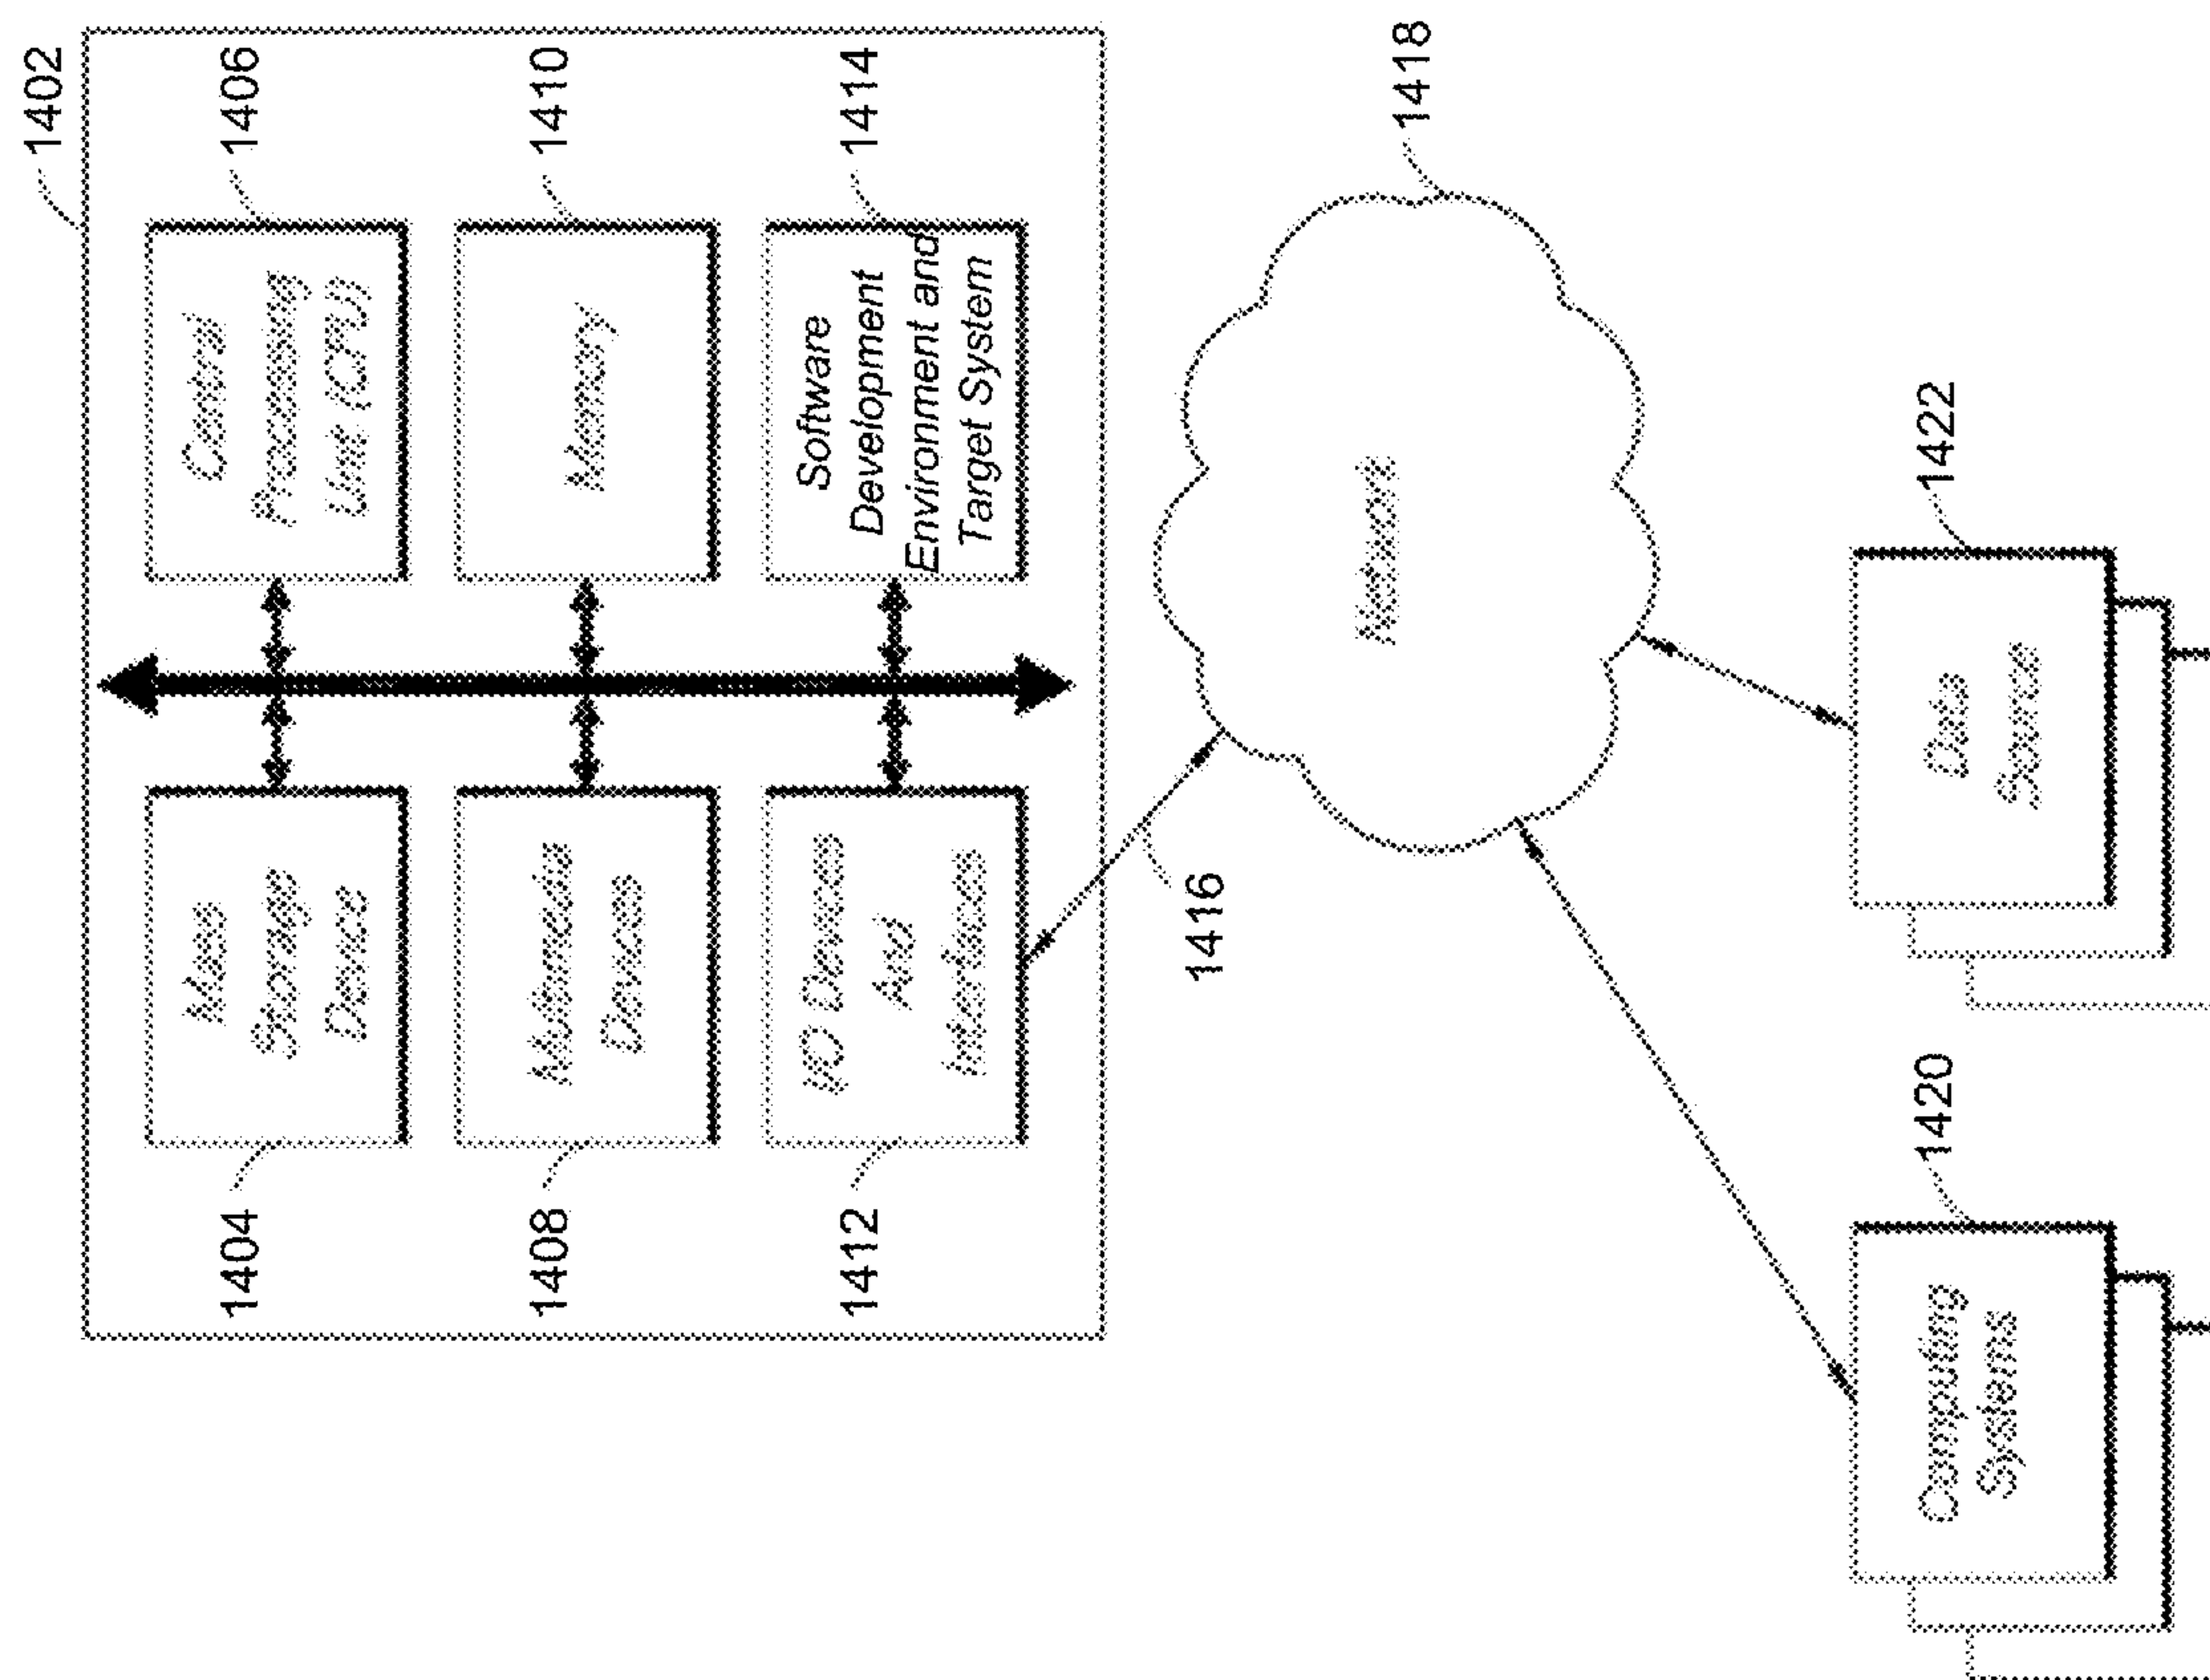 1402
1404
Mass
Storage
Device
Central
Processing
Unit (CPU)
1406
1408
Multimedia
Devices
Memory
1410
1412
I/O Devices
And
Interfaces
Software
Development
Environment and
Target System
1414
1416
Network
1418
Computing
Systems
1420
Data
Sources
1422